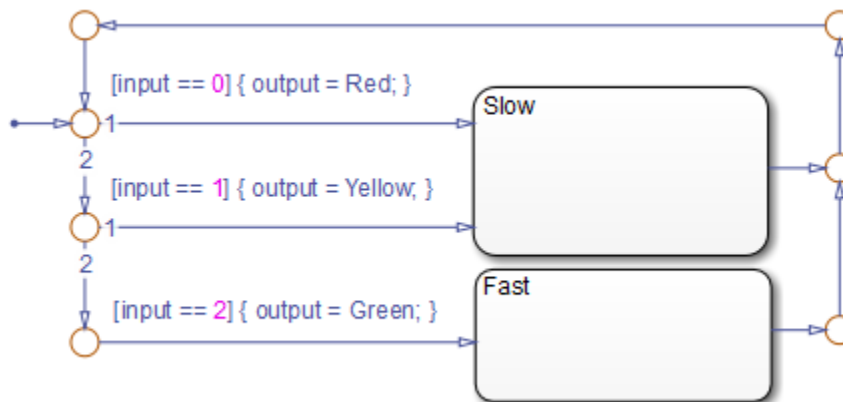 [input == 0] { output = Red; }
Slow
1
2
[input == 1] { output = Yellow; }
1
2
Fast
[input == 2] { output = Green; }